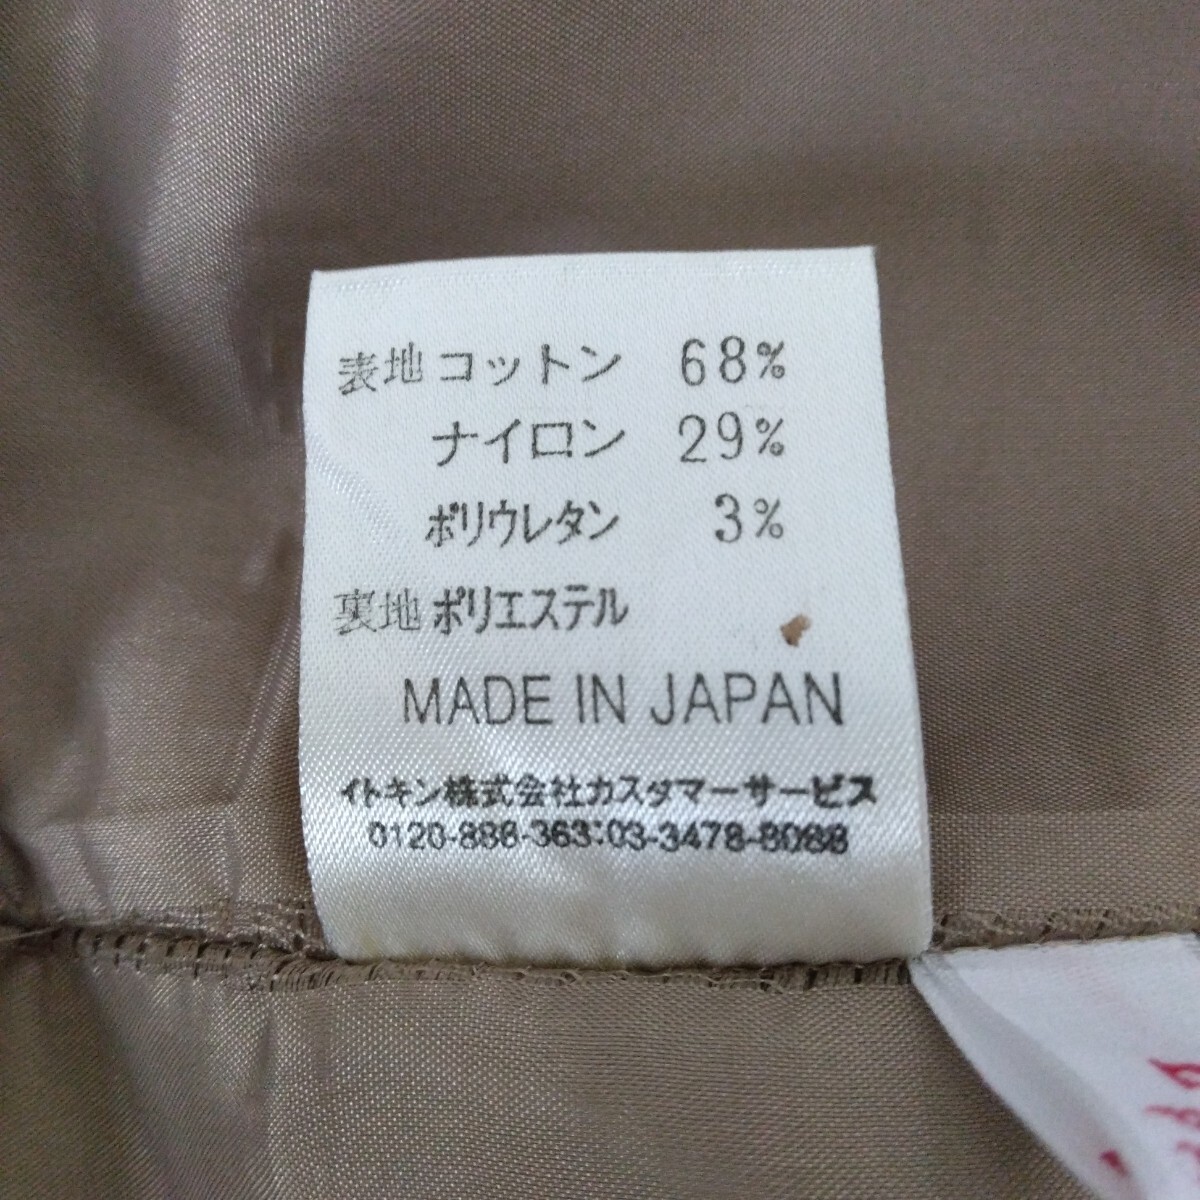 表地 コットン 68%
ナイロン 29%
ポリウレタン 3%
裏地 ポリエステル
MADE IN JAPAN
イトキン株式会社カスタマーサービス
0120-888-363:03-3478-8088